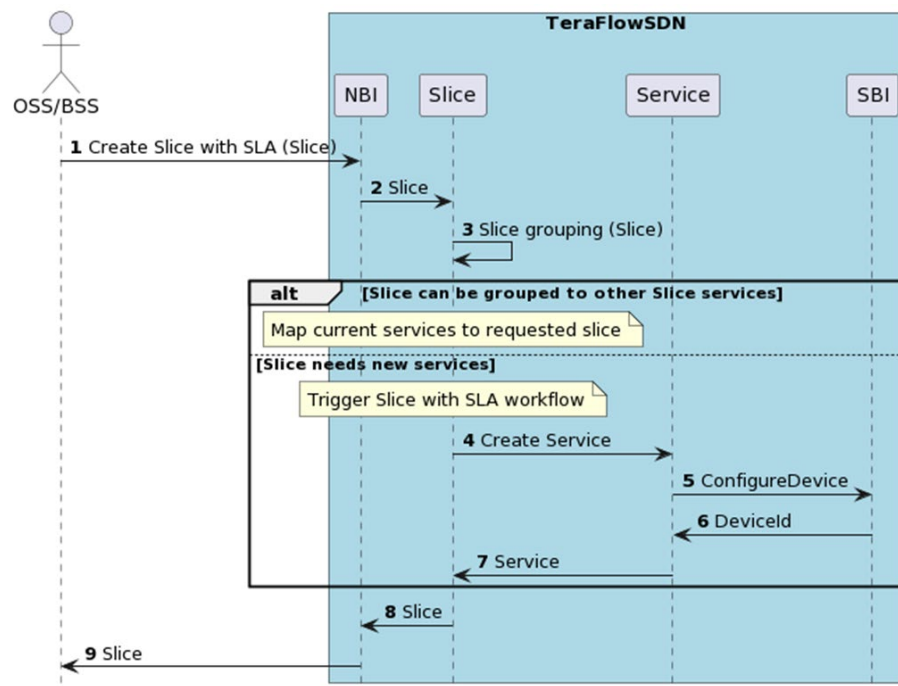 TeraFlowSDN
OSS/BSS
NBI
Slice
Service
SBI
1 Create Slice with SLA (Slice)
2 Slice
3 Slice grouping (Slice)
alt [Slice can be grouped to other Slice services]
Map current services to requested slice
[Slice needs new services]
Trigger Slice with SLA workflow
4 Create Service
5 ConfigureDevice
6 DeviceId
7 Service
8 Slice
9 Slice